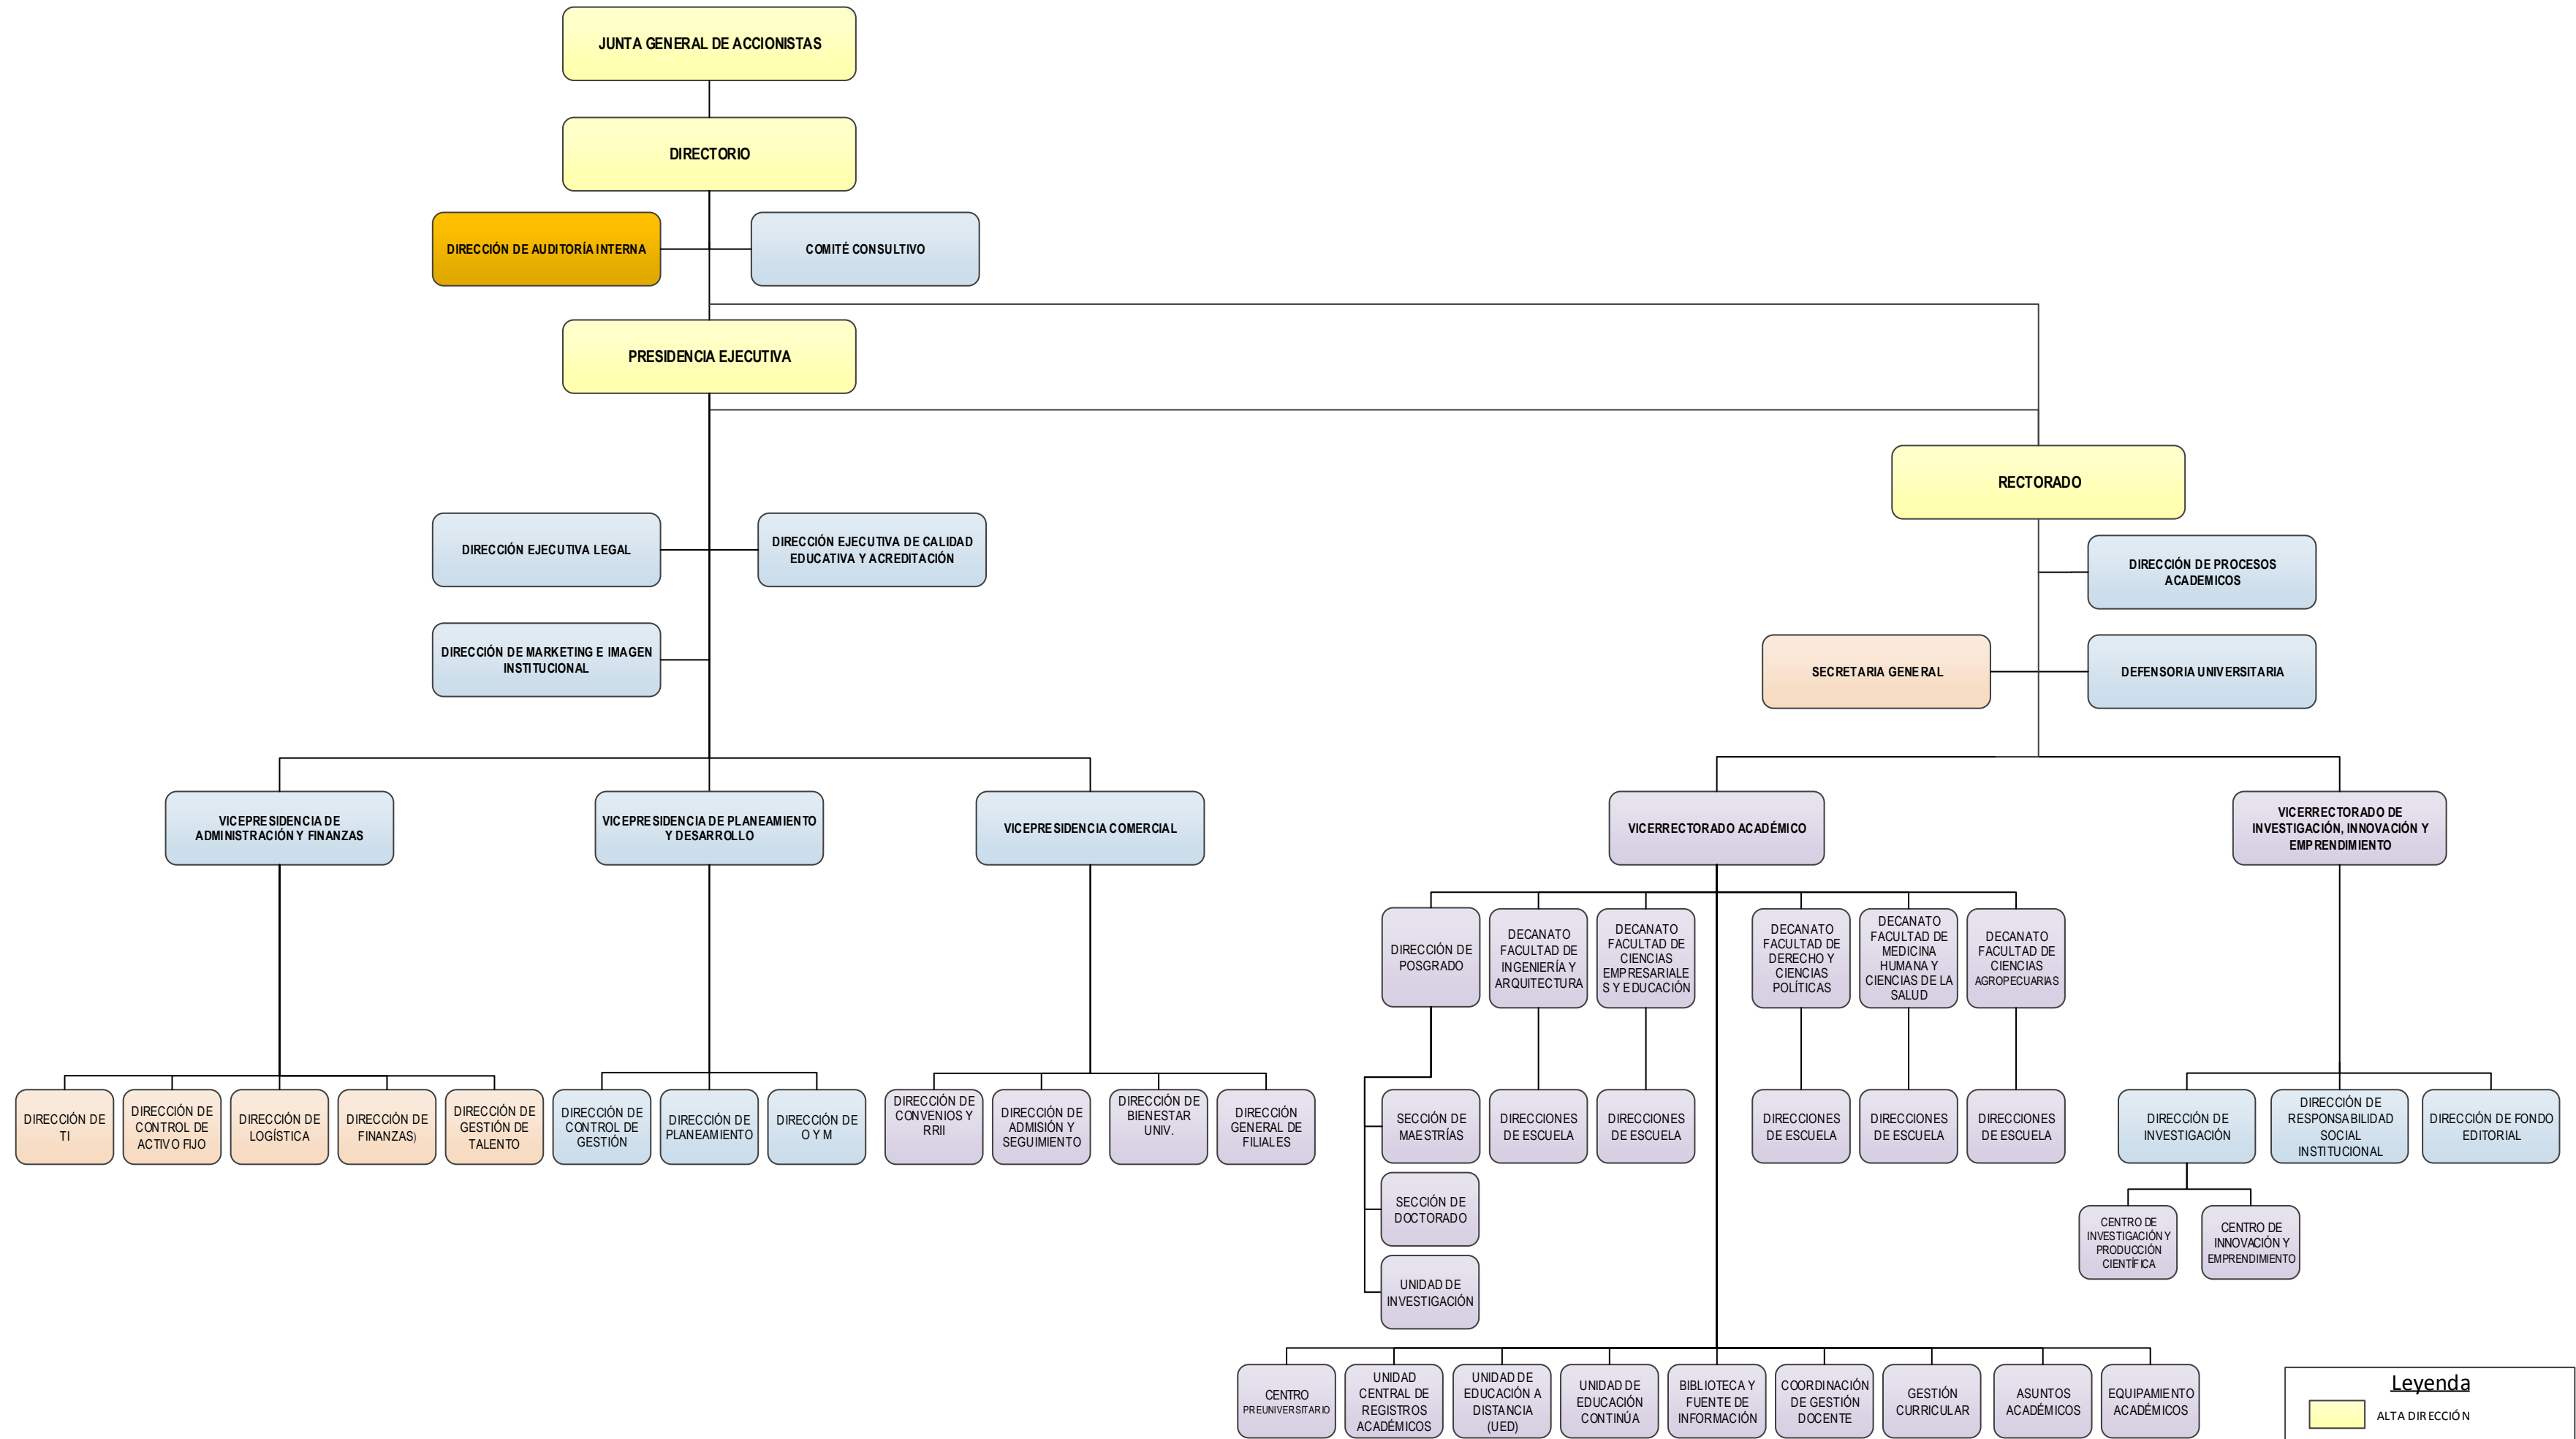 JUNTA GENERAL DE ACCIONISTAS
DIRECTORIO
DIRECCIÓN DE AUDITORÍA INTERNA
COMITÉ CONSULTIVO
PRESIDENCIA EJECUTIVA
RECTORADO
DIRECCIÓN EJECUTIVA LEGAL
DIRECCIÓN EJECUTIVA DE CALIDAD
EDUCATIVA Y ACREDITACIÓN
DIRECCIÓN DE PROCESOS
ACADEMICOS
DIRECCIÓN DE MARKETING E IMAGEN
INSTITUCIONAL
SECRETARIA GENERAL
DEFENSORIA UNIVERSITARIA
VICEPRESIDENCIA DE
ADMINISTRACIÓN Y FINANZAS
VICEPRESIDENCIA DE PLANEAMIENTO
Y DESARROLLO
VICEPRESIDENCIA COMERCIAL
VICERRECTORADO ACADÉMICO
VICERRECTORADO DE
INVESTIGACIÓN, INNOVACIÓN Y
EMPRENDIMIENTO
DIRECCIÓN DE
POSGRADO
DECANATO
FACULTAD DE
INGENIERÍA Y
ARQUITECTURA
DECANATO
FACULTAD DE
CIENCIAS
EMPRESARIALE
S Y EDUCACIÓN
DECANATO
FACULTAD DE
DERECHO Y
CIENCIAS
POLÍTICAS
DECANATO
FACULTAD DE
MEDICINA
HUMANA Y
CIENCIAS DE LA
SALUD
DECANATO
FACULTAD DE
CIENCIAS
AGROPECUARIAS
DIRECCIÓN DE
TI
DIRECCIÓN DE
CONTROL DE
ACTIVO FIJO
DIRECCIÓN DE
LOGÍSTICA
DIRECCIÓN DE
FINANZAS)
DIRECCIÓN DE
GESTIÓN DE
TALENTO
DIRECCIÓN DE
CONTROL DE
GESTIÓN
DIRECCIÓN DE
PLANEAMIENTO
DIRECCIÓN DE
O Y M
DIRECCIÓN DE
CONVENIOS Y
RRII
DIRECCIÓN DE
ADMISIÓN Y
SEGUIMIENTO
DIRECCIÓN DE
BIENESTAR
UNIV.
DIRECCIÓN
GENERAL DE
FILIALES
SECCIÓN DE
MAESTRÍAS
DIRECCIONES
DE ESCUELA
DIRECCIONES
DE ESCUELA
DIRECCIONES
DE ESCUELA
DIRECCIONES
DE ESCUELA
DIRECCIONES
DE ESCUELA
DIRECCIÓN DE
INVESTIGACIÓN
DIRECCIÓN DE
RESPONSABILIDAD
SOCIAL
INSTITUCIONAL
DIRECCIÓN DE FONDO
EDITORIAL
SECCIÓN DE
DOCTORADO
CENTRO DE
INVESTIGACIÓN Y
PRODUCCIÓN
CIENTÍFICA
CENTRO DE
INNOVACIÓN Y
EMPRENDIMIENTO
UNIDAD DE
INVESTIGACIÓN
CENTRO
PREUNIVERSITARIO
UNIDAD
CENTRAL DE
REGISTROS
ACADÉMICOS
UNIDAD DE
EDUCACIÓN A
DISTANCIA
(UED)
UNIDAD DE
EDUCACIÓN
CONTINÚA
BIBLIOTECA Y
FUENTE DE
INFORMACIÓN
COORDINACIÓN
DE GESTIÓN
DOCENTE
GESTIÓN
CURRICULAR
ASUNTOS
ACADÉMICOS
EQUIPAMIENTO
ACADÉMICOS
Leyenda
ALTA DIRECCIÓN